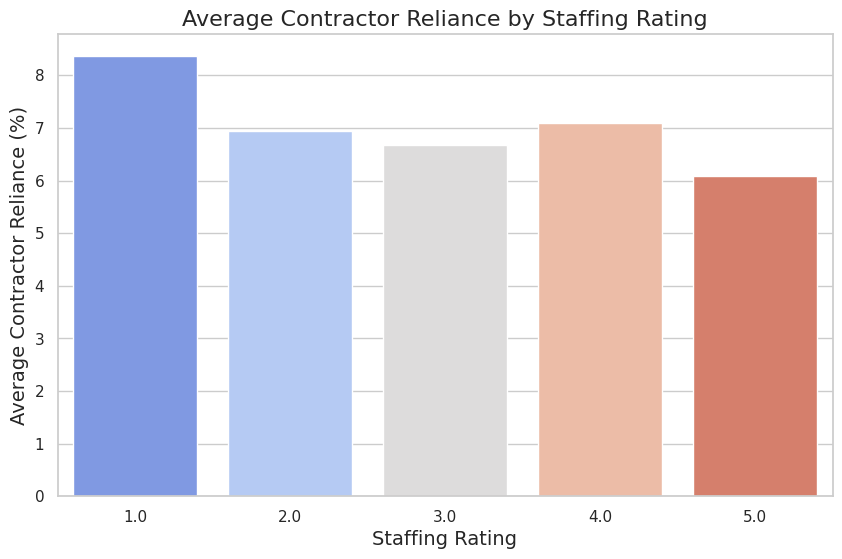 Average Contractor Reliance by Staffing Rating
Average Contractor Reliance (%)
8
7
6
5
4
3
2
1
0
1.0 2.0 3.0 4.0 5.0
Staffing Rating